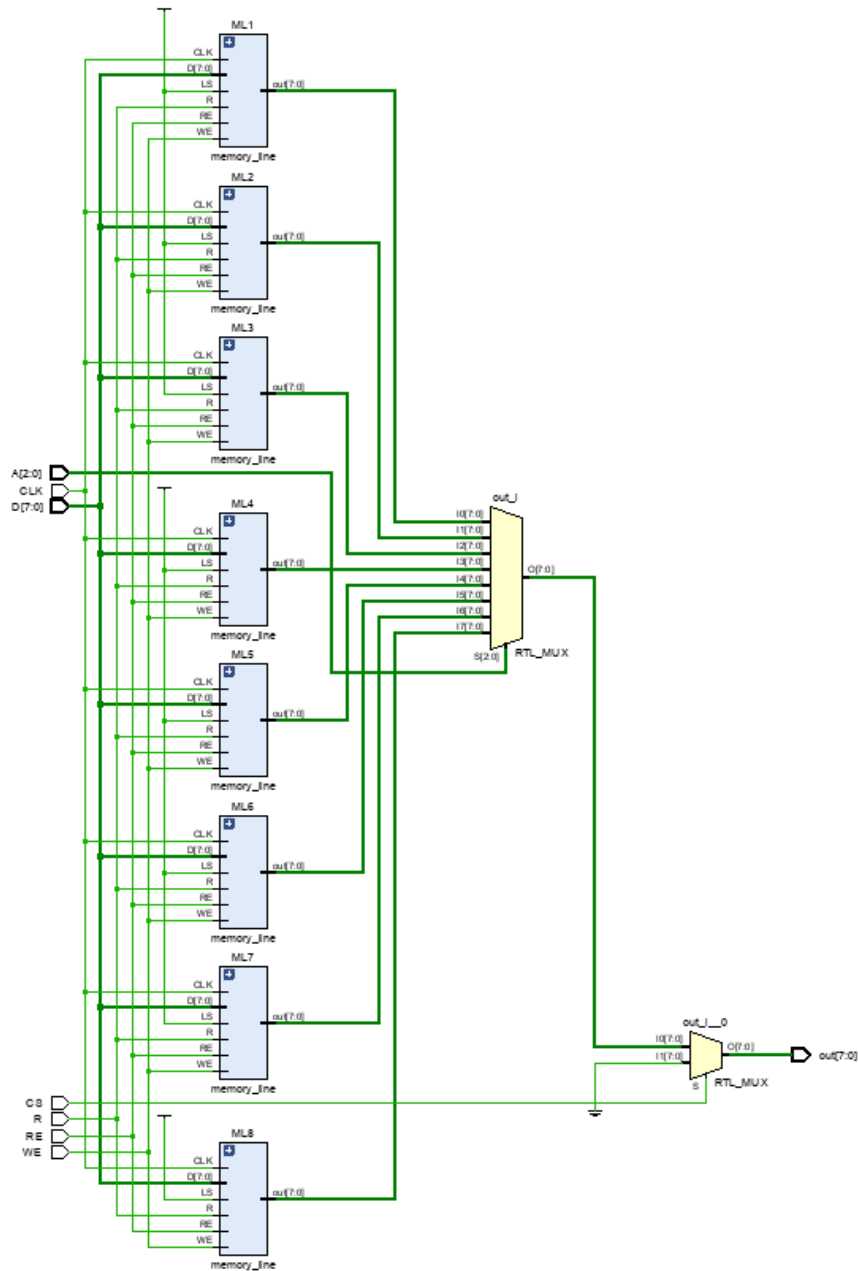 ML1
CLK
D[7:0]
LS
R
RE
WE
out[7:0]
memory_line
ML2
CLK
D[7:0]
LS
R
RE
WE
out[7:0]
memory_line
ML3
CLK
D[7:0]
LS
R
RE
WE
out[7:0]
memory_line
A[2:0]
CLK
D[7:0]
ML4
CLK
D[7:0]
LS
R
RE
WE
out[7:0]
memory_line
out_i
I0[7:0]
I1[7:0]
I2[7:0]
I3[7:0]
I4[7:0]
I5[7:0]
I6[7:0]
I7[7:0]
O[7:0]
S[2:0]
RTL_MUX
ML5
CLK
D[7:0]
LS
R
RE
WE
out[7:0]
memory_line
ML6
CLK
D[7:0]
LS
R
RE
WE
out[7:0]
memory_line
ML7
CLK
D[7:0]
LS
R
RE
WE
out[7:0]
memory_line
out_i__0
I0[7:0]
I1[7:0]
O[7:0]
S
RTL_MUX
out[7:0]
CS
R
RE
WE
ML8
CLK
D[7:0]
LS
R
RE
WE
out[7:0]
memory_line